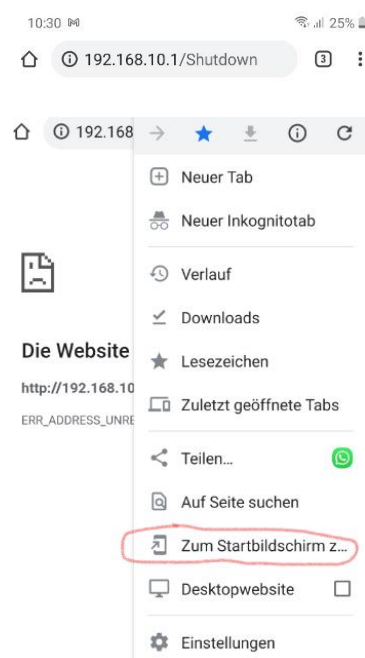 10:30 25%
192.168.10.1/Shutdown 3
192.168
Neuer Tab
Neuer Inkognitotab
Verlauf
Downloads
Die Website
Lesezeichen
http://192.168.10
Zuletzt geöffnete Tabs
ERR_ADDRESS_UNRE
Teilen...
Auf Seite suchen
Zum Startbildschirm z...
Desktopwebsite
Einstellungen